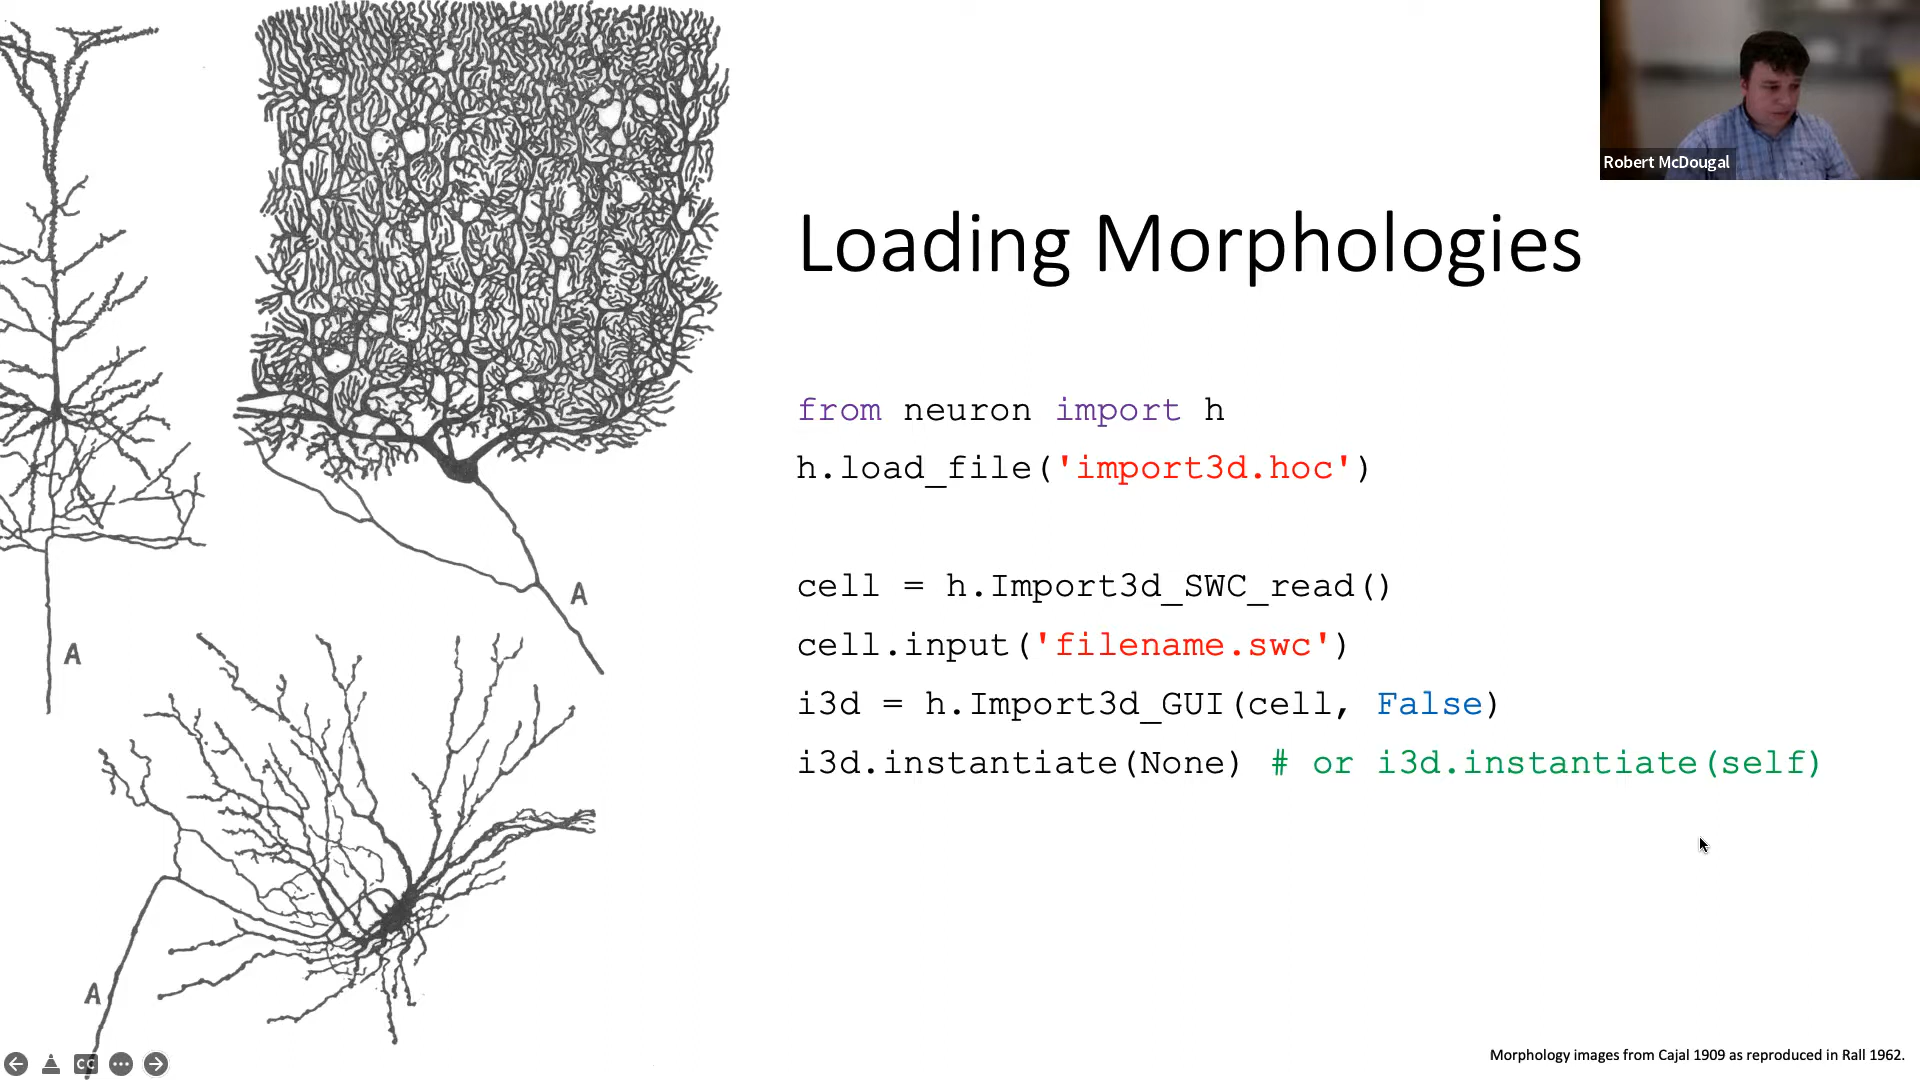 Robert McDougal
Loading Morphologies
from neuron import h
h.load_file('import3d.hoc')
cell = h.Import3d_SWC_read()
cell.input('filename.swc')
i3d = h.Import3d_GUI(cell, False)
i3d.instantiate(None) # or i3d.instantiate(self)
A
A
A
CC
Morphology images from Cajal 1909 as reproduced in Rall 1962.